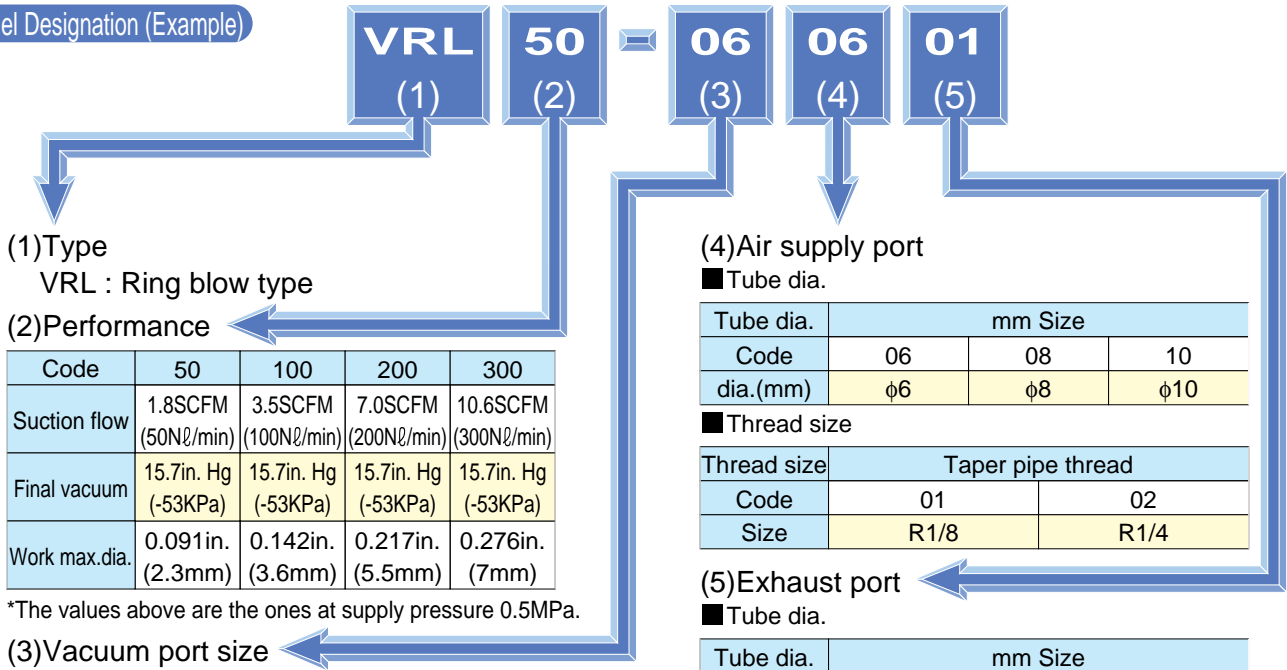 el Designation (Example)
VRL 50 = 06 06 01
(1) (2) (3) (4) (5)
(1)Type
VRL : Ring blow type
(2)Performance
Code 50 100 200 300
Suction flow 1.8SCFM (50Nℓ/min) 3.5SCFM (100Nℓ/min) 7.0SCFM (200Nℓ/min) 10.6SCFM (300Nℓ/min)
Final vacuum 15.7in. Hg (-53KPa) 15.7in. Hg (-53KPa) 15.7in. Hg (-53KPa) 15.7in. Hg (-53KPa)
Work max.dia. 0.091in. (2.3mm) 0.142in. (3.6mm) 0.217in. (5.5mm) 0.276in. (7mm)
*The values above are the ones at supply pressure 0.5MPa.
(3)Vacuum port size
(4)Air supply port
■Tube dia.
Tube dia. mm Size
Code 06 08 10
dia.(mm) ϕ6 ϕ8 ϕ10
■Thread size
Thread size Taper pipe thread
Code 01 02
Size R1/8 R1/4
(5)Exhaust port
■Tube dia.
Tube dia. mm Size